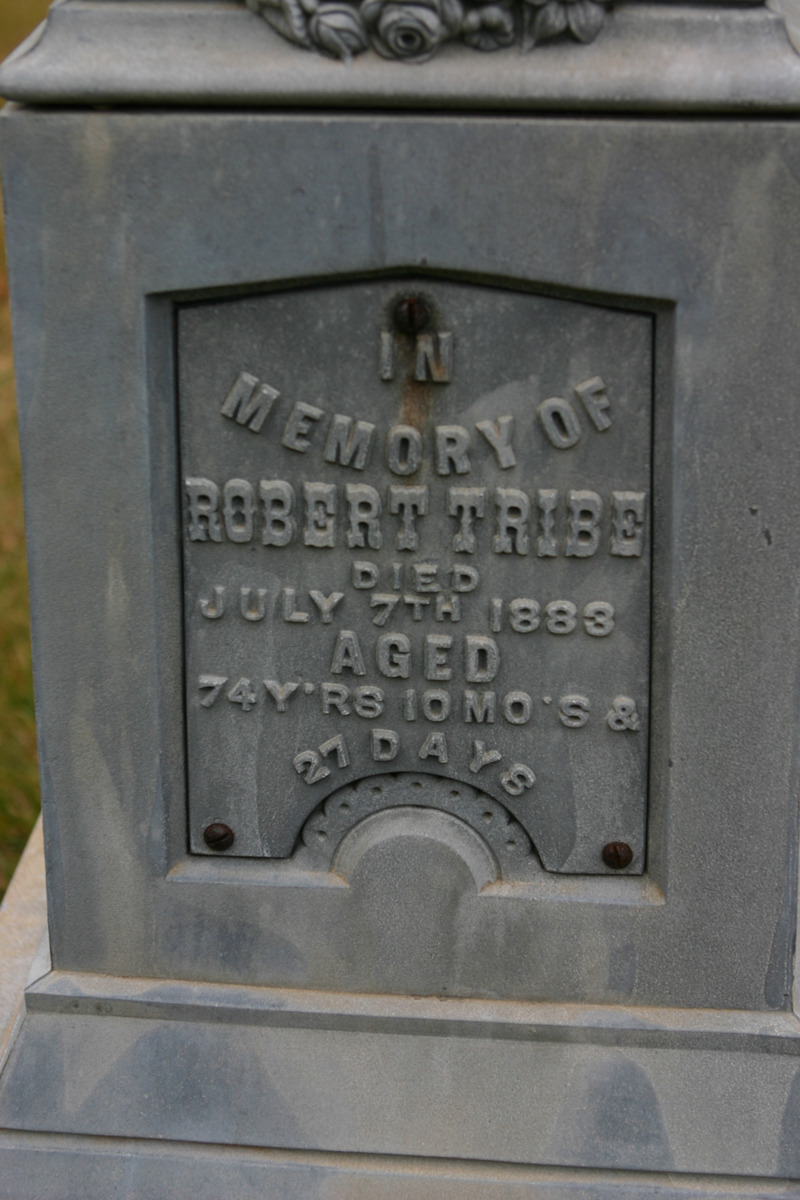 IN
MEMORY OF
ROBERT TRIBE
DIED
JULY 7TH 1883
AGED
74Y'RS 10MO'S &
27 DAYS